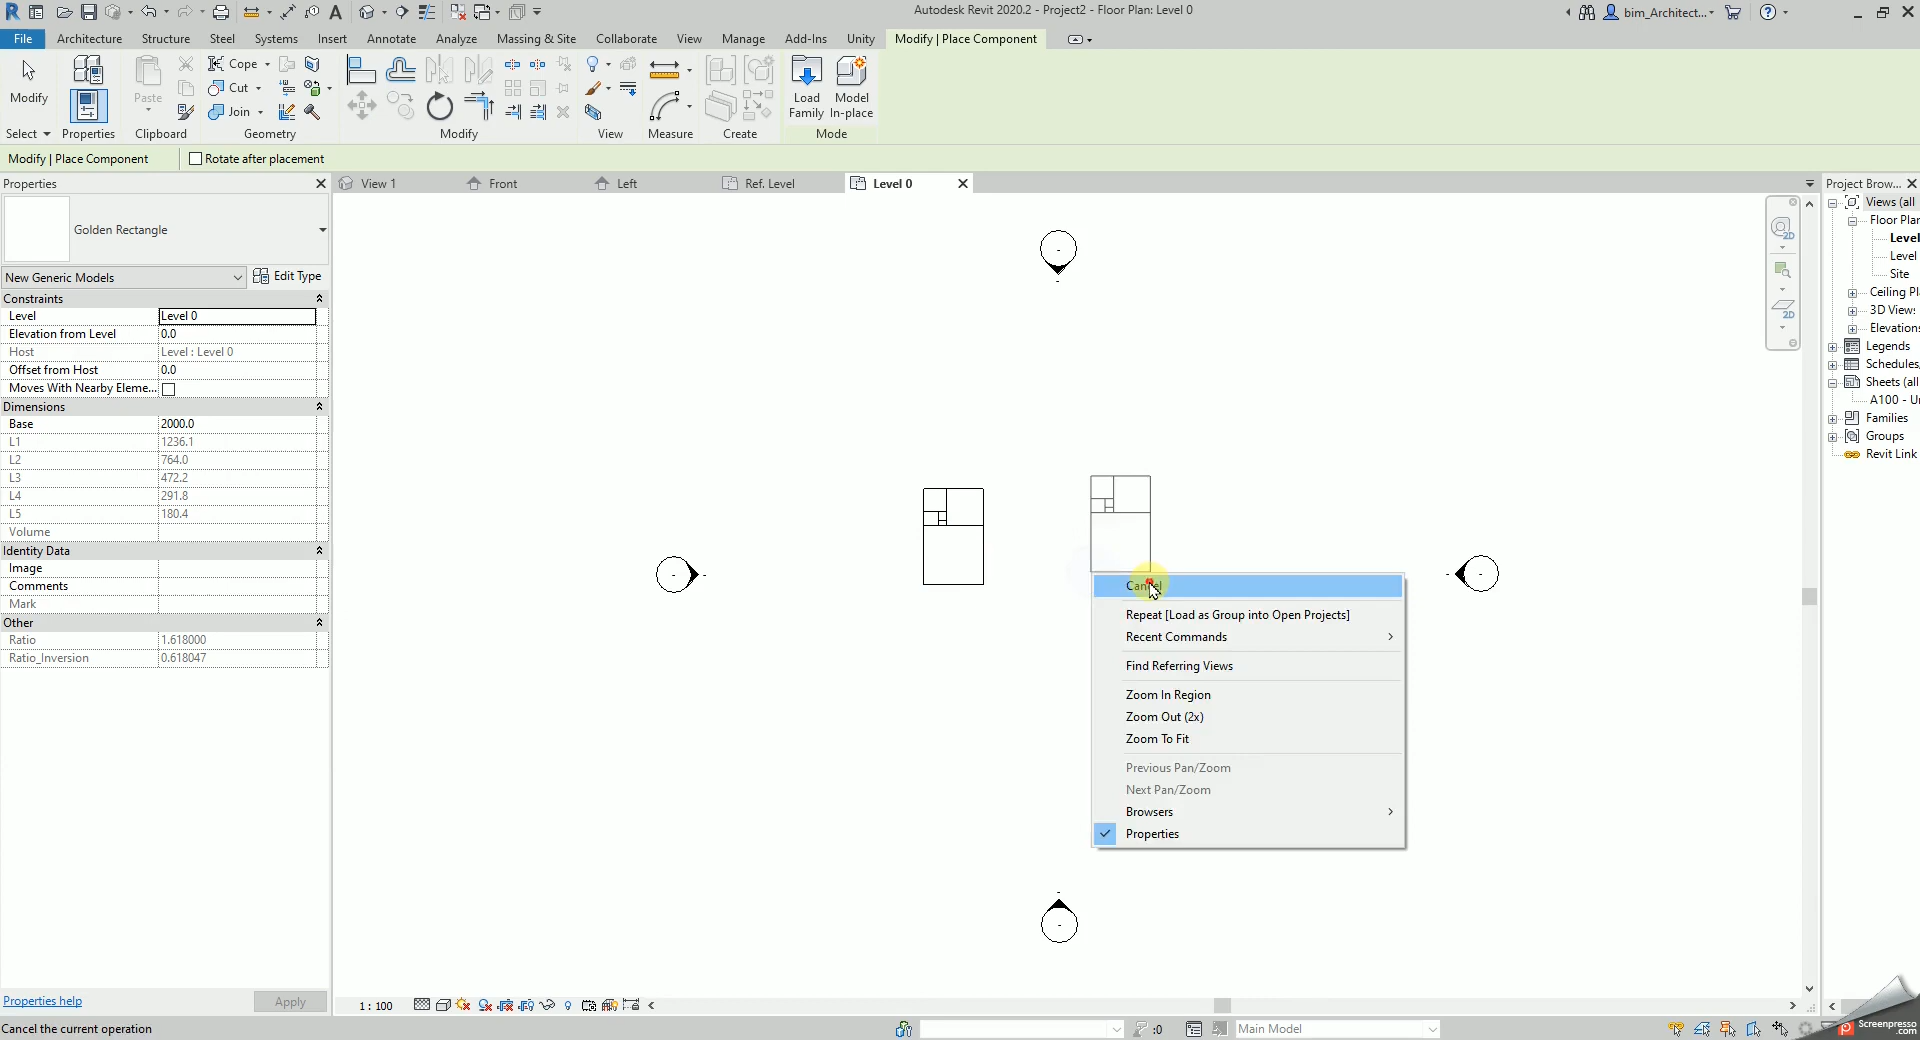 Autodesk Revit 2020.2 - Project2 - Floor Plan: Level 0
bim_Architect...
File Architecture Structure Steel Systems Insert Annotate Analyze Massing & Site Collaborate View Manage Add-Ins Unity Modify | Place Component
Modify
Paste
Cope
Cut
Join
Load Family
Model In-place
Select Properties Clipboard Geometry Modify View Measure Create Mode
Modify | Place Component Rotate after placement
Properties
View 1 Front Left Ref. Level Level 0
Project Brow...
Golden Rectangle
New Generic Models Edit Type
Constraints
Level Level 0
Elevation from Level 0.0
Host Level : Level 0
Offset from Host 0.0
Moves With Nearby Eleme...
Dimensions
Base 2000.0
L1 1236.1
L2 764.0
L3 472.2
L4 291.8
L5 180.4
Volume
Identity Data
Image
Comments
Mark
Other
Ratio 1.618000
Ratio_Inversion 0.618047
Properties help Apply
2D
2D
Views (all
Floor Plan
Level
Level
Site
Ceiling Pl
3D Views
Elevations
Legends
Schedules,
Sheets (all
A100 - U
Families
Groups
Revit Link
Cancel
Repeat [Load as Group into Open Projects]
Recent Commands
Find Referring Views
Zoom In Region
Zoom Out (2x)
Zoom To Fit
Previous Pan/Zoom
Next Pan/Zoom
Browsers
Properties
1 : 100
Cancel the current operation
:0
Main Model
Screenpresso
.com